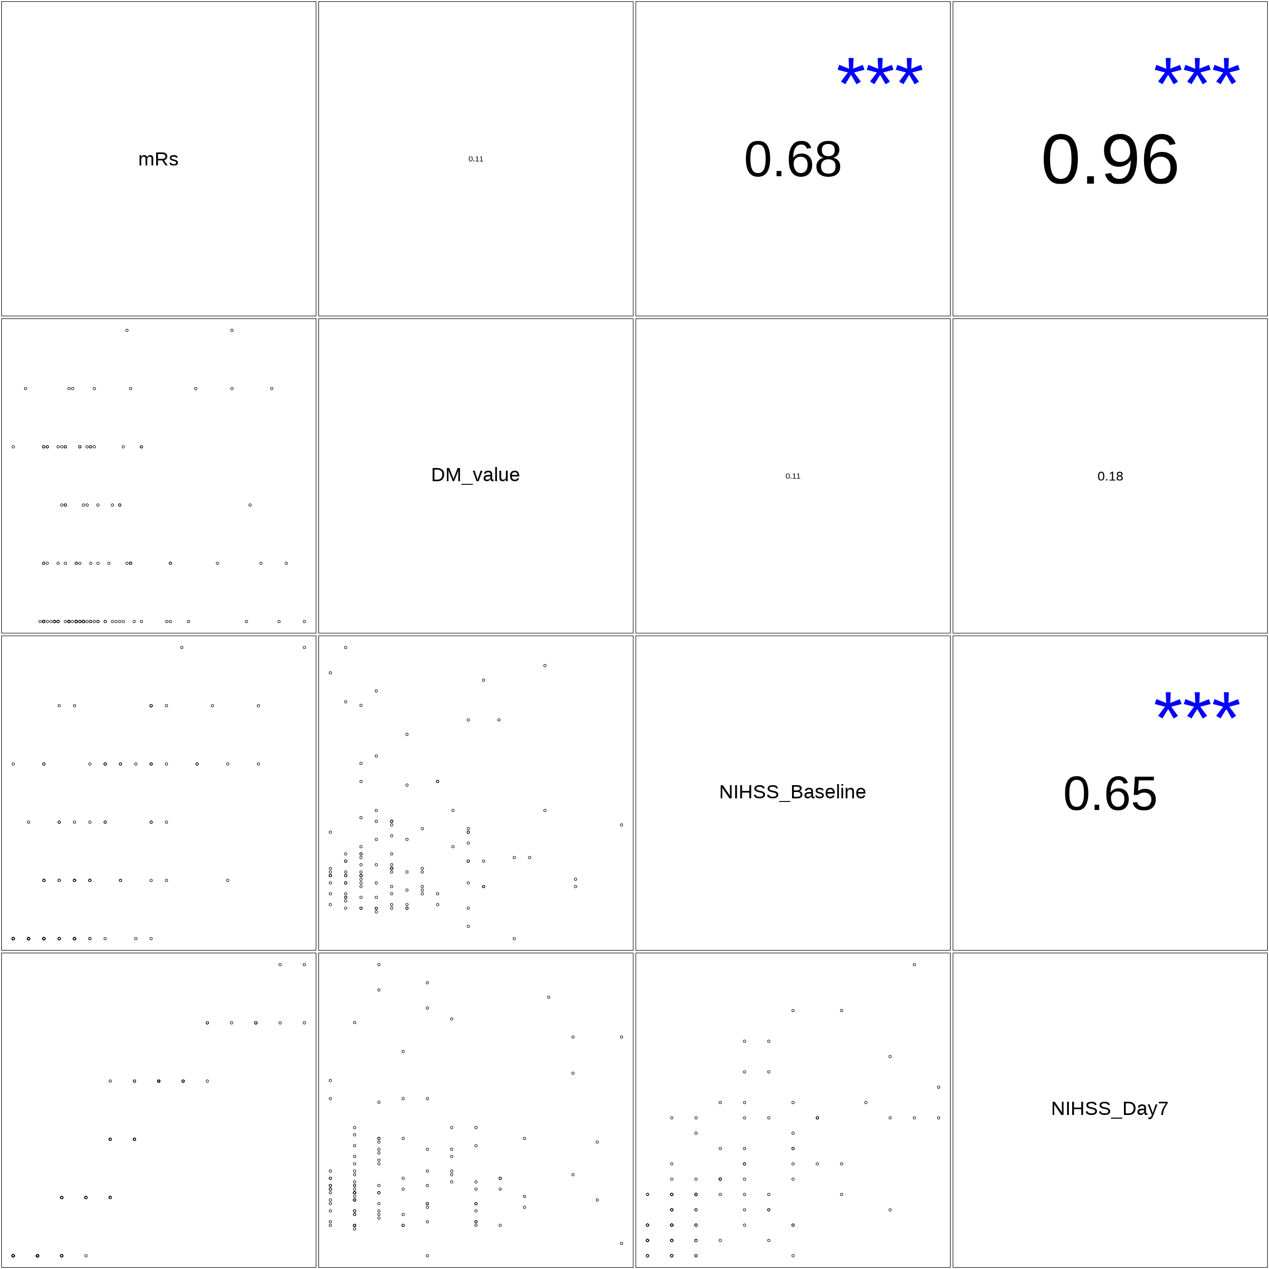 ***
***
mRs
0.11
0.68
0.96
DM_value
0.11
0.18
***
NIHSS_Baseline
0.65
NIHSS_Day7